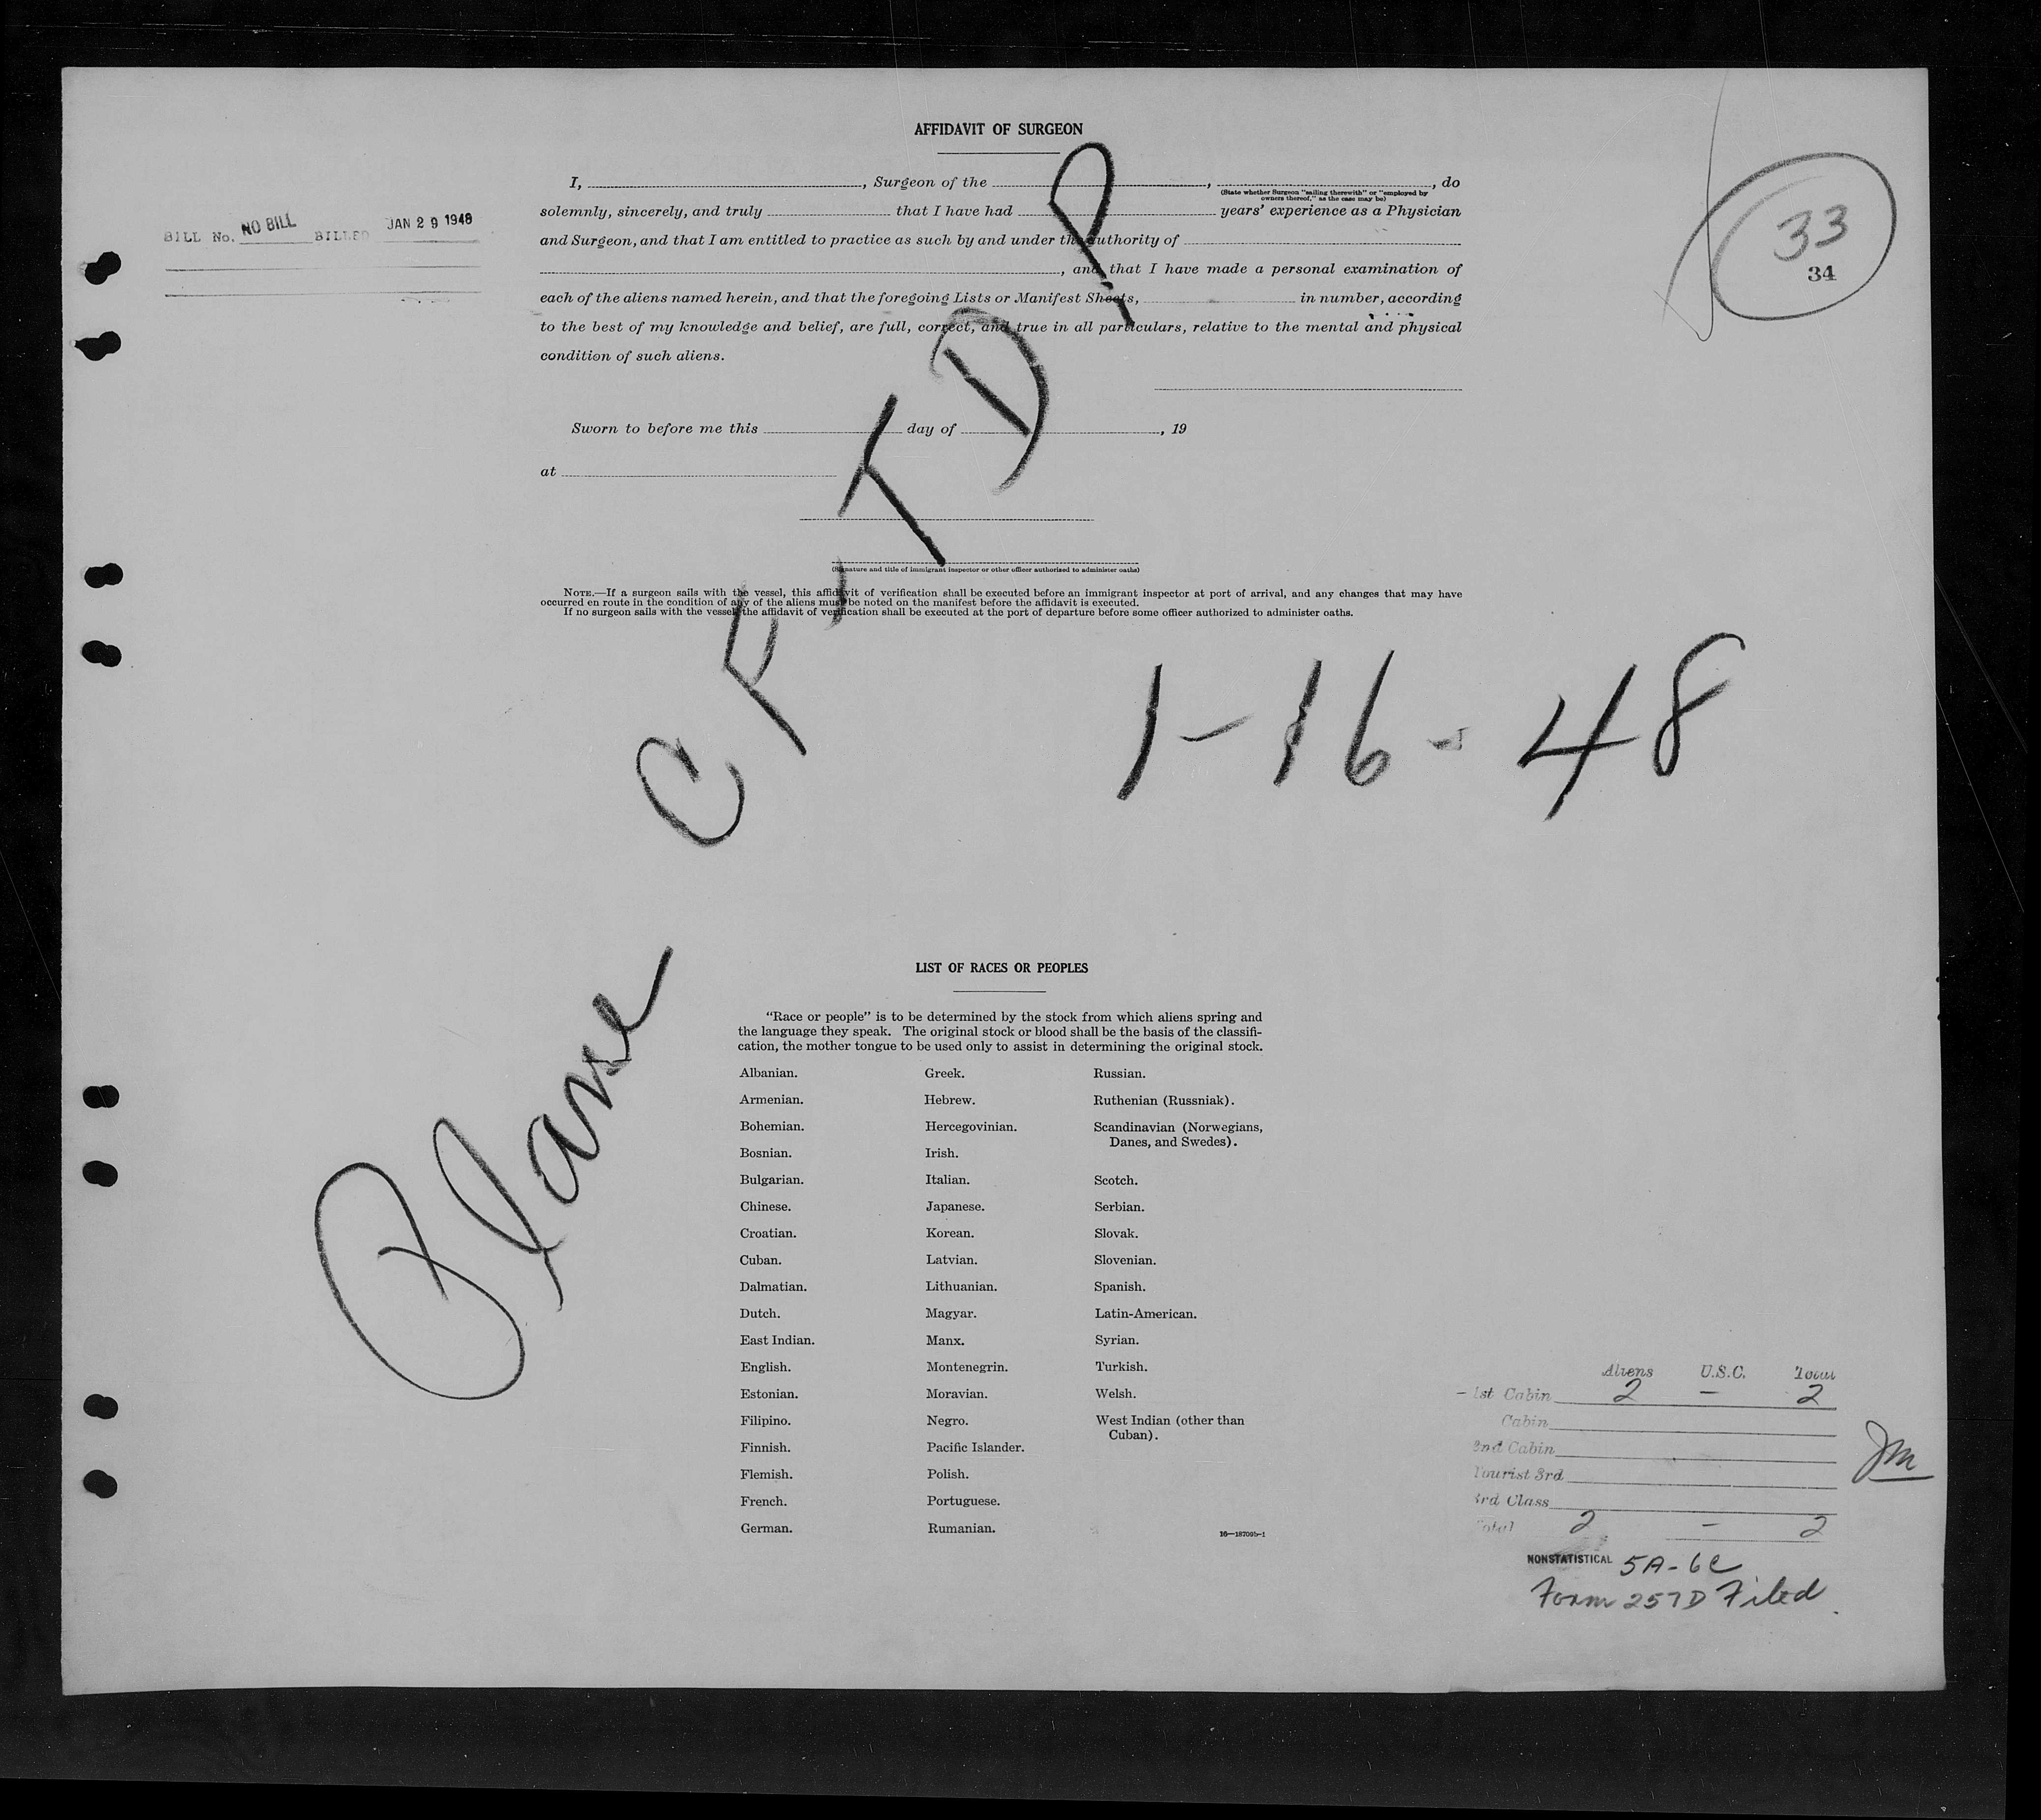 AFFIDAVIT OF SURGEON
I, , Surgeon of the , , do
(State whether Surgeon "sailing therewith" or "employed by
owners thereof," as the case may be)
solemnly, sincerely, and truly that I have had years' experience as a Physician
and Surgeon, and that I am entitled to practice as such by and under the authority of
, and that I have made a personal examination of
each of the aliens named herein, and that the foregoing Lists or Manifest Sheets, in number, according
to the best of my knowledge and belief, are full, correct, and true in all particulars, relative to the mental and physical
condition of such aliens.
BILL No. NO BILL BILLED JAN 29 1948
33
34
Sworn to before me this day of , 19
at
(Signature and title of immigrant inspector or other officer authorized to administer oaths)
NOTE.—If a surgeon sails with the vessel, this affidavit of verification shall be executed before an immigrant inspector at port of arrival, and any changes that may have
occurred en route in the condition of any of the aliens must be noted on the manifest before the affidavit is executed.
If no surgeon sails with the vessel, the affidavit of verification shall be executed at the port of departure before some officer authorized to administer oaths.
Plane CF-TDP
1-16-48
LIST OF RACES OR PEOPLES
"Race or people" is to be determined by the stock from which aliens spring and
the language they speak. The original stock or blood shall be the basis of the classifi-
cation, the mother tongue to be used only to assist in determining the original stock.
Albanian. Greek. Russian.
Armenian. Hebrew. Ruthenian (Russniak).
Bohemian. Hercegovinian. Scandinavian (Norwegians,
Danes, and Swedes).
Bosnian. Irish.
Bulgarian. Italian. Scotch.
Chinese. Japanese. Serbian.
Croatian. Korean. Slovak.
Cuban. Latvian. Slovenian.
Dalmatian. Lithuanian. Spanish.
Dutch. Magyar. Latin-American.
East Indian. Manx. Syrian.
English. Montenegrin. Turkish.
Estonian. Moravian. Welsh.
Filipino. Negro. West Indian (other than
Cuban).
Finnish. Pacific Islander.
Flemish. Polish.
French. Portuguese.
German. Rumanian.
16—18709b-1
Aliens U.S.C. Total
1st Cabin 2 — 2
Cabin
2nd Cabin
Tourist 3rd
3rd Class
Total 2 — 2
JM
NONSTATISTICAL 5A-6C
Form 257D Filed.